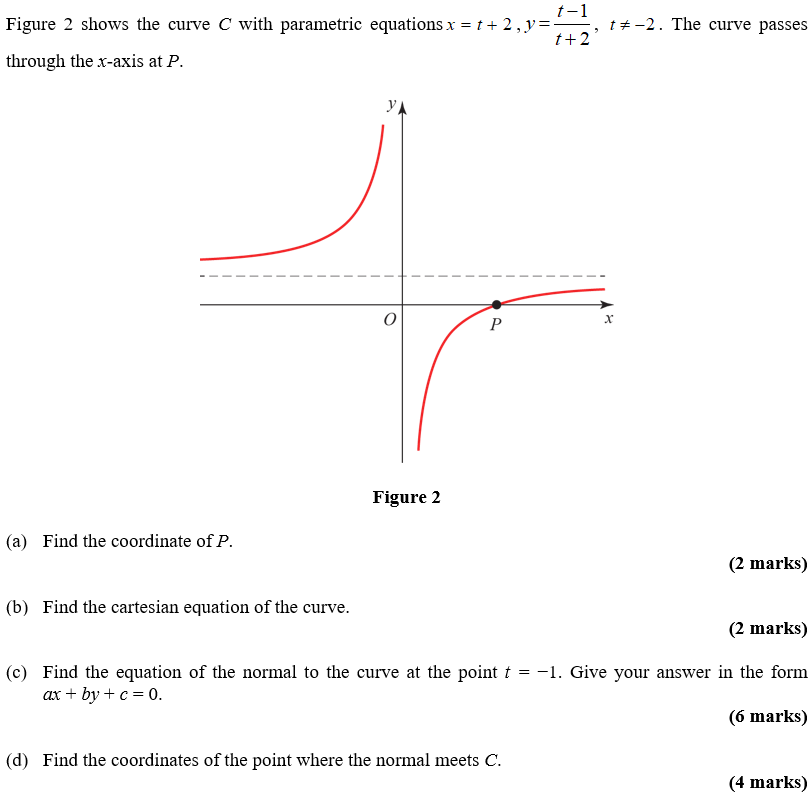 Figure 2 shows the curve C with parametric equations x = t + 2, y = (t − 1)/(t + 2), t ≠ −2. The curve passes
through the x-axis at P.
y
O
P
x
Figure 2
(a) Find the coordinate of P.
(2 marks)
(b) Find the cartesian equation of the curve.
(2 marks)
(c) Find the equation of the normal to the curve at the point t = −1. Give your answer in the form
ax + by + c = 0.
(6 marks)
(d) Find the coordinates of the point where the normal meets C.
(4 marks)